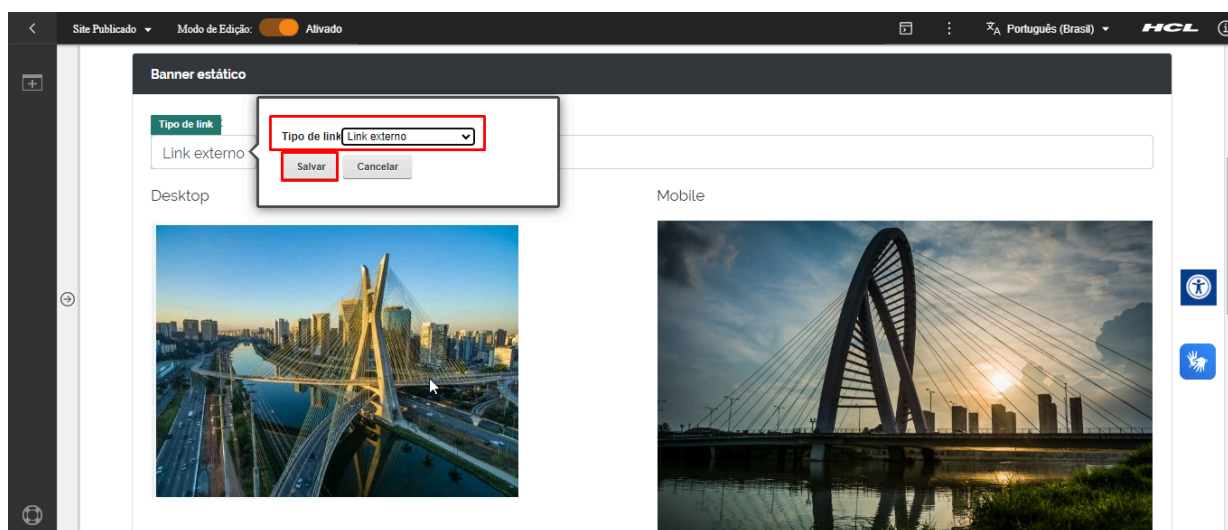 Site Publicado Modo de Edição: Ativado Português (Brasil) HCL
Banner estático
Tipo de link
Tipo de link Link externo
Link externo
Salvar Cancelar
Desktop Mobile